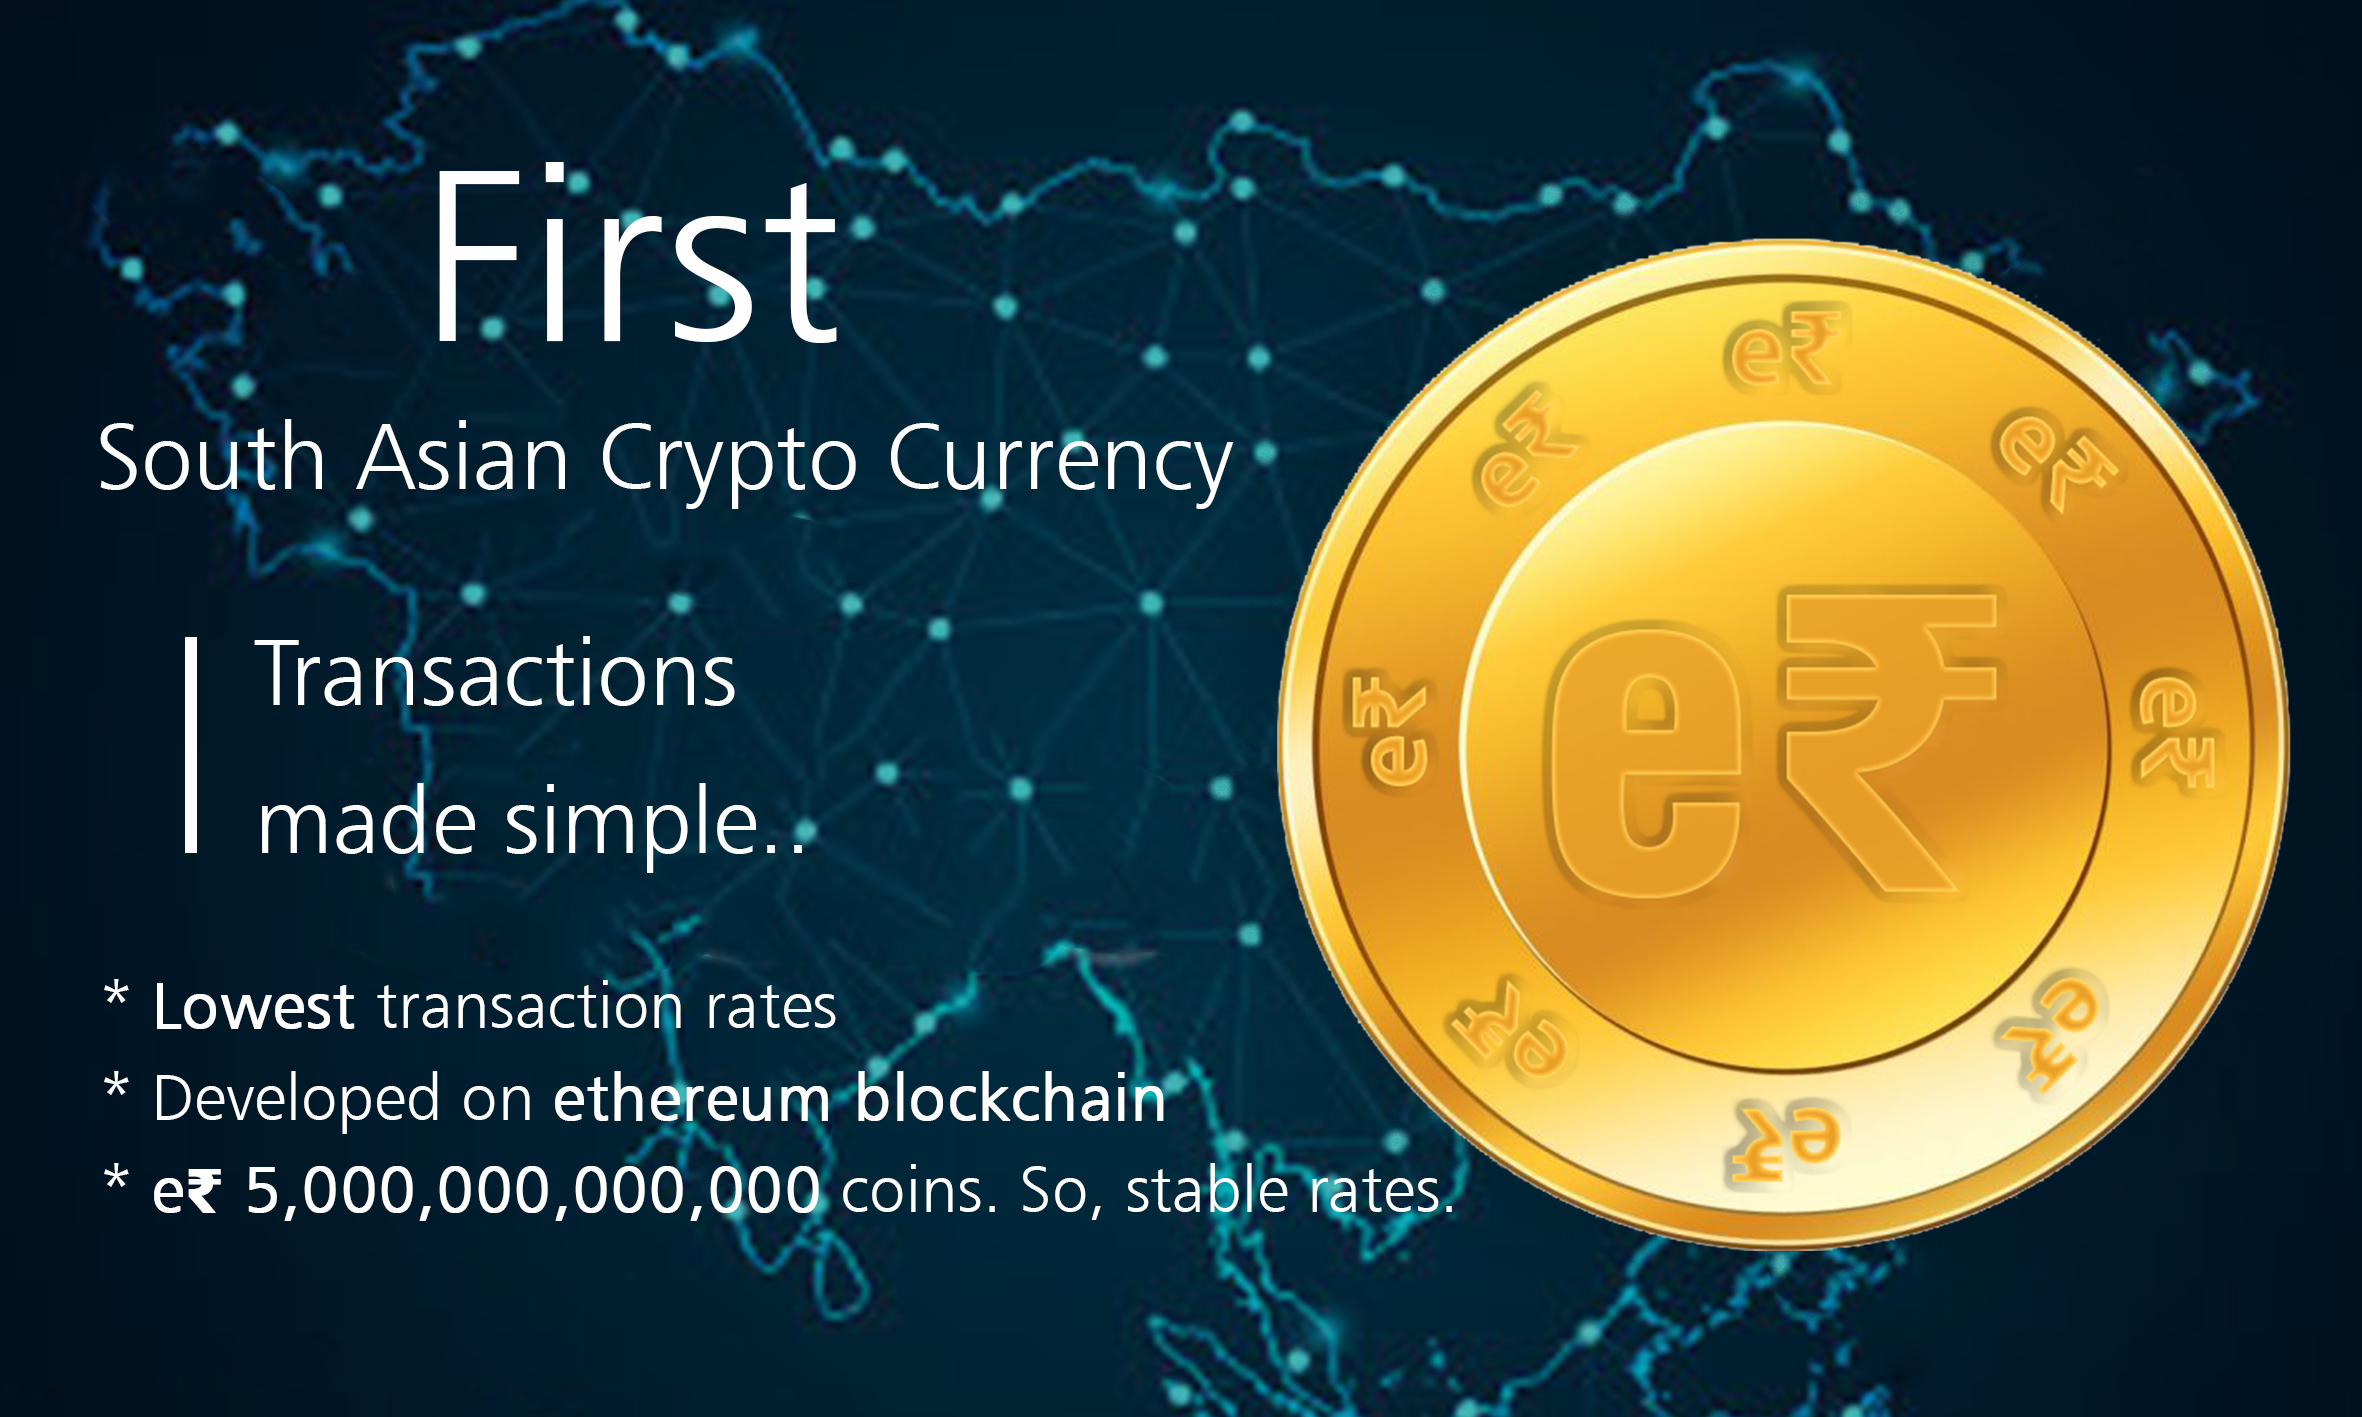 First
South Asian Crypto Currency
Transactions
made simple..
* Lowest transaction rates
* Developed on ethereum blockchain
* e₹ 5,000,000,000,000 coins. So, stable rates.
e₹
e₹
e₹
e₹
e₹
e₹
e₹
e₹
e₹